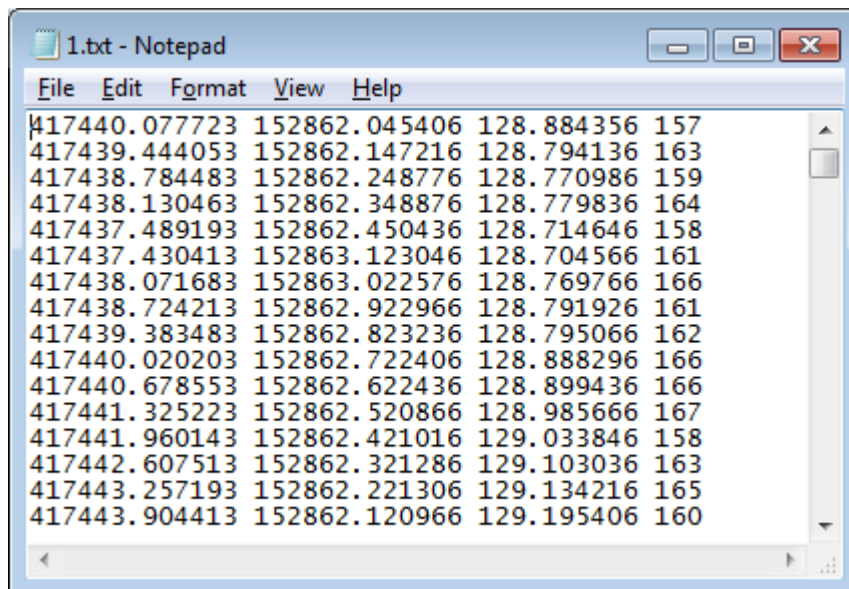 1.txt - Notepad
File Edit Format View Help
417440.077723 152862.045406 128.884356 157
417439.444053 152862.147216 128.794136 163
417438.784483 152862.248776 128.770986 159
417438.130463 152862.348876 128.779836 164
417437.489193 152862.450436 128.714646 158
417437.430413 152863.123046 128.704566 161
417438.071683 152863.022576 128.769766 166
417438.724213 152862.922966 128.791926 161
417439.383483 152862.823236 128.795066 162
417440.020203 152862.722406 128.888296 166
417440.678553 152862.622436 128.899436 166
417441.325223 152862.520866 128.985666 167
417441.960143 152862.421016 129.033846 158
417442.607513 152862.321286 129.103036 163
417443.257193 152862.221306 129.134216 165
417443.904413 152862.120966 129.195406 160